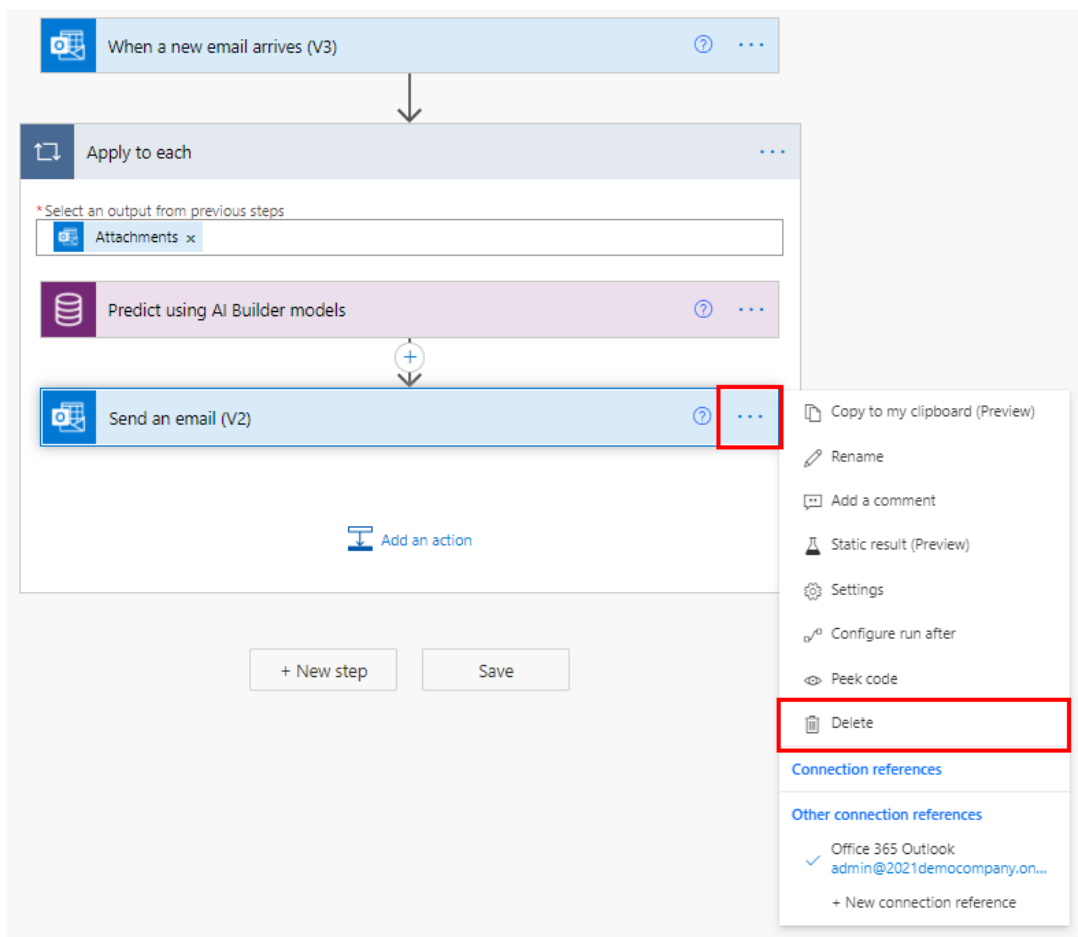 When a new email arrives (V3)
Apply to each
*Select an output from previous steps
Attachments ×
Predict using AI Builder models
Send an email (V2)
Add an action
+ New step
Save
Copy to my clipboard (Preview)
Rename
Add a comment
Static result (Preview)
Settings
Configure run after
Peek code
Delete
Connection references
Other connection references
Office 365 Outlook
admin@2021democompany.on...
+ New connection reference